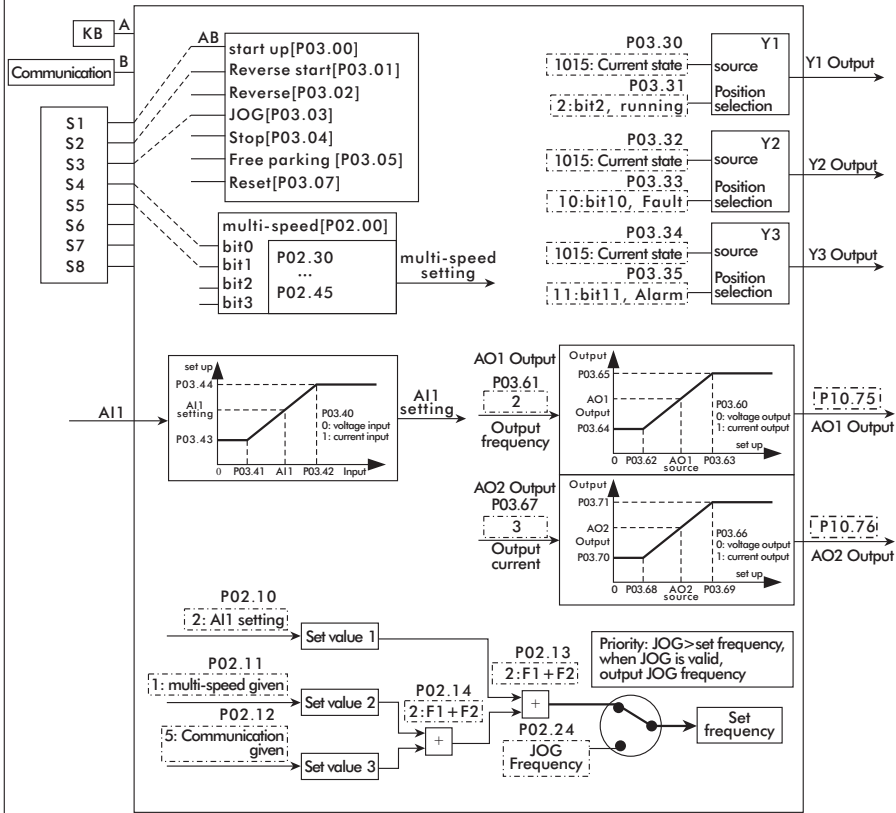 KB
A
Communication
B
S1
S2
S3
S4
S5
S6
S7
S8
AB
start up[P03.00]
Reverse start[P03.01]
Reverse[P03.02]
JOG[P03.03]
Stop[P03.04]
Free parking [P03.05]
Reset[P03.07]
multi-speed[P02.00]
bit0
bit1
bit2
bit3
P02.30
...
P02.45
multi-speed
setting
P03.30
1015: Current state
P03.31
2:bit2, running
Y1
source
Position
selection
Y1 Output
P03.32
1015: Current state
P03.33
10:bit10, Fault
Y2
source
Position
selection
Y2 Output
P03.34
1015: Current state
P03.35
11:bit11, Alarm
Y3
source
Position
selection
Y3 Output
AI1
set up
P03.44
AI1
setting
P03.43
P03.40
0: voltage input
1: current input
0
P03.41
AI1
P03.42
Input
AI1
setting
AO1 Output
P03.61
2
Output
frequency
Output
P03.65
AO1
Output
P03.64
P03.60
0: voltage output
1: current output
set up
0
P03.62
AO1
source
P03.63
P10.75
AO1 Output
AO2 Output
P03.67
3
Output
current
Output
P03.71
AO2
Output
P03.70
P03.66
0: voltage output
1: current output
set up
0
P03.68
AO2
source
P03.69
P10.76
AO2 Output
P02.10
2: AI1 setting
Set value 1
P02.11
1: multi-speed given
Set value 2
P02.12
5: Communication
given
Set value 3
P02.14
2:F1+F2
+
P02.13
2:F1+F2
+
P02.24
JOG
Frequency
Priority: JOG>set frequency,
when JOG is valid,
output JOG frequency
Set
frequency